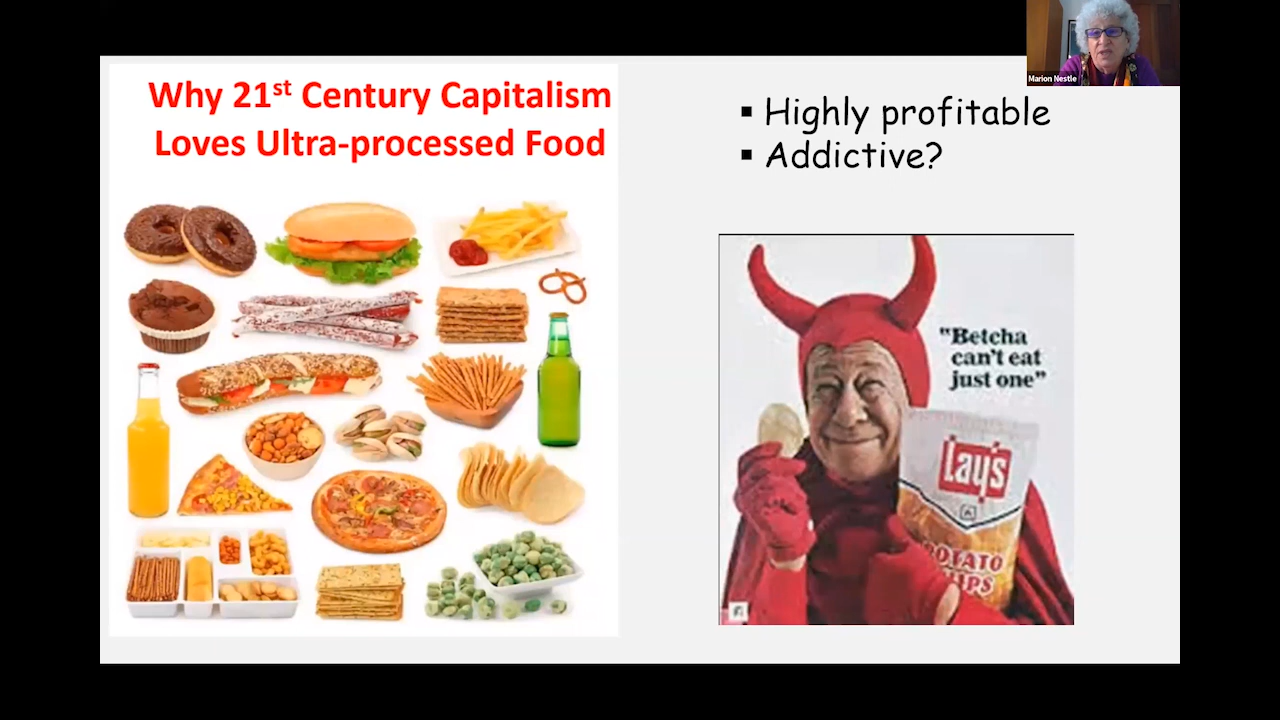 Marion Nestle
Why 21st Century Capitalism
Loves Ultra-processed Food
▪ Highly profitable
▪ Addictive?
"Betcha
can't eat
just one"
Lay's
POTATO
CHIPS